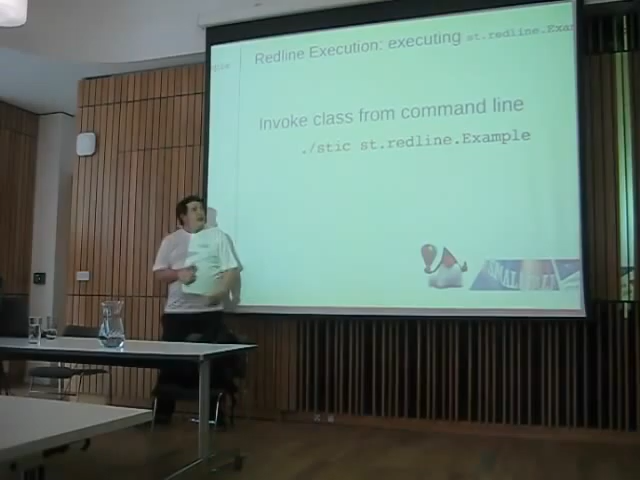 Redline Execution: executing st.redline.Exa
Invoke class from command line
./stic st.redline.Example